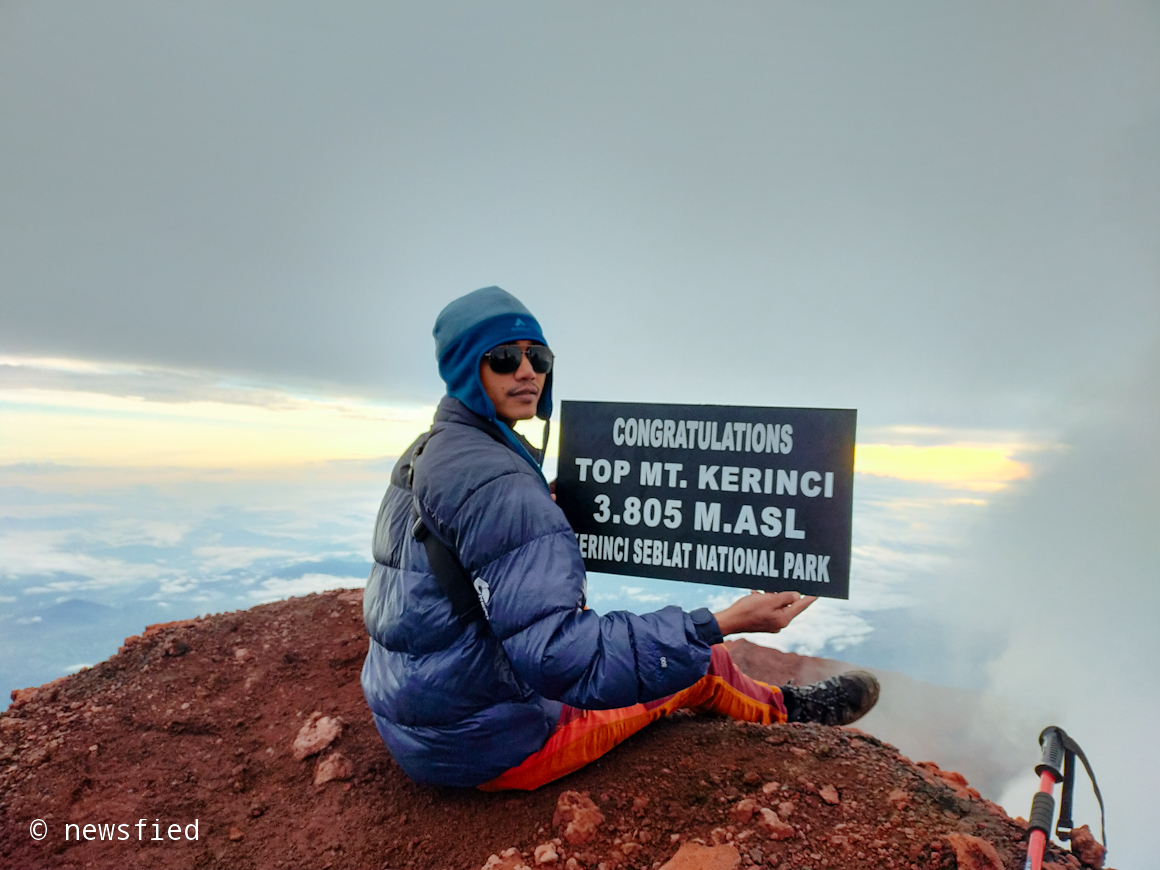 CONGRATULATIONS
TOP MT. KERINCI
3.805 M.ASL
KERINCI SEBLAT NATIONAL PARK
© newsfied